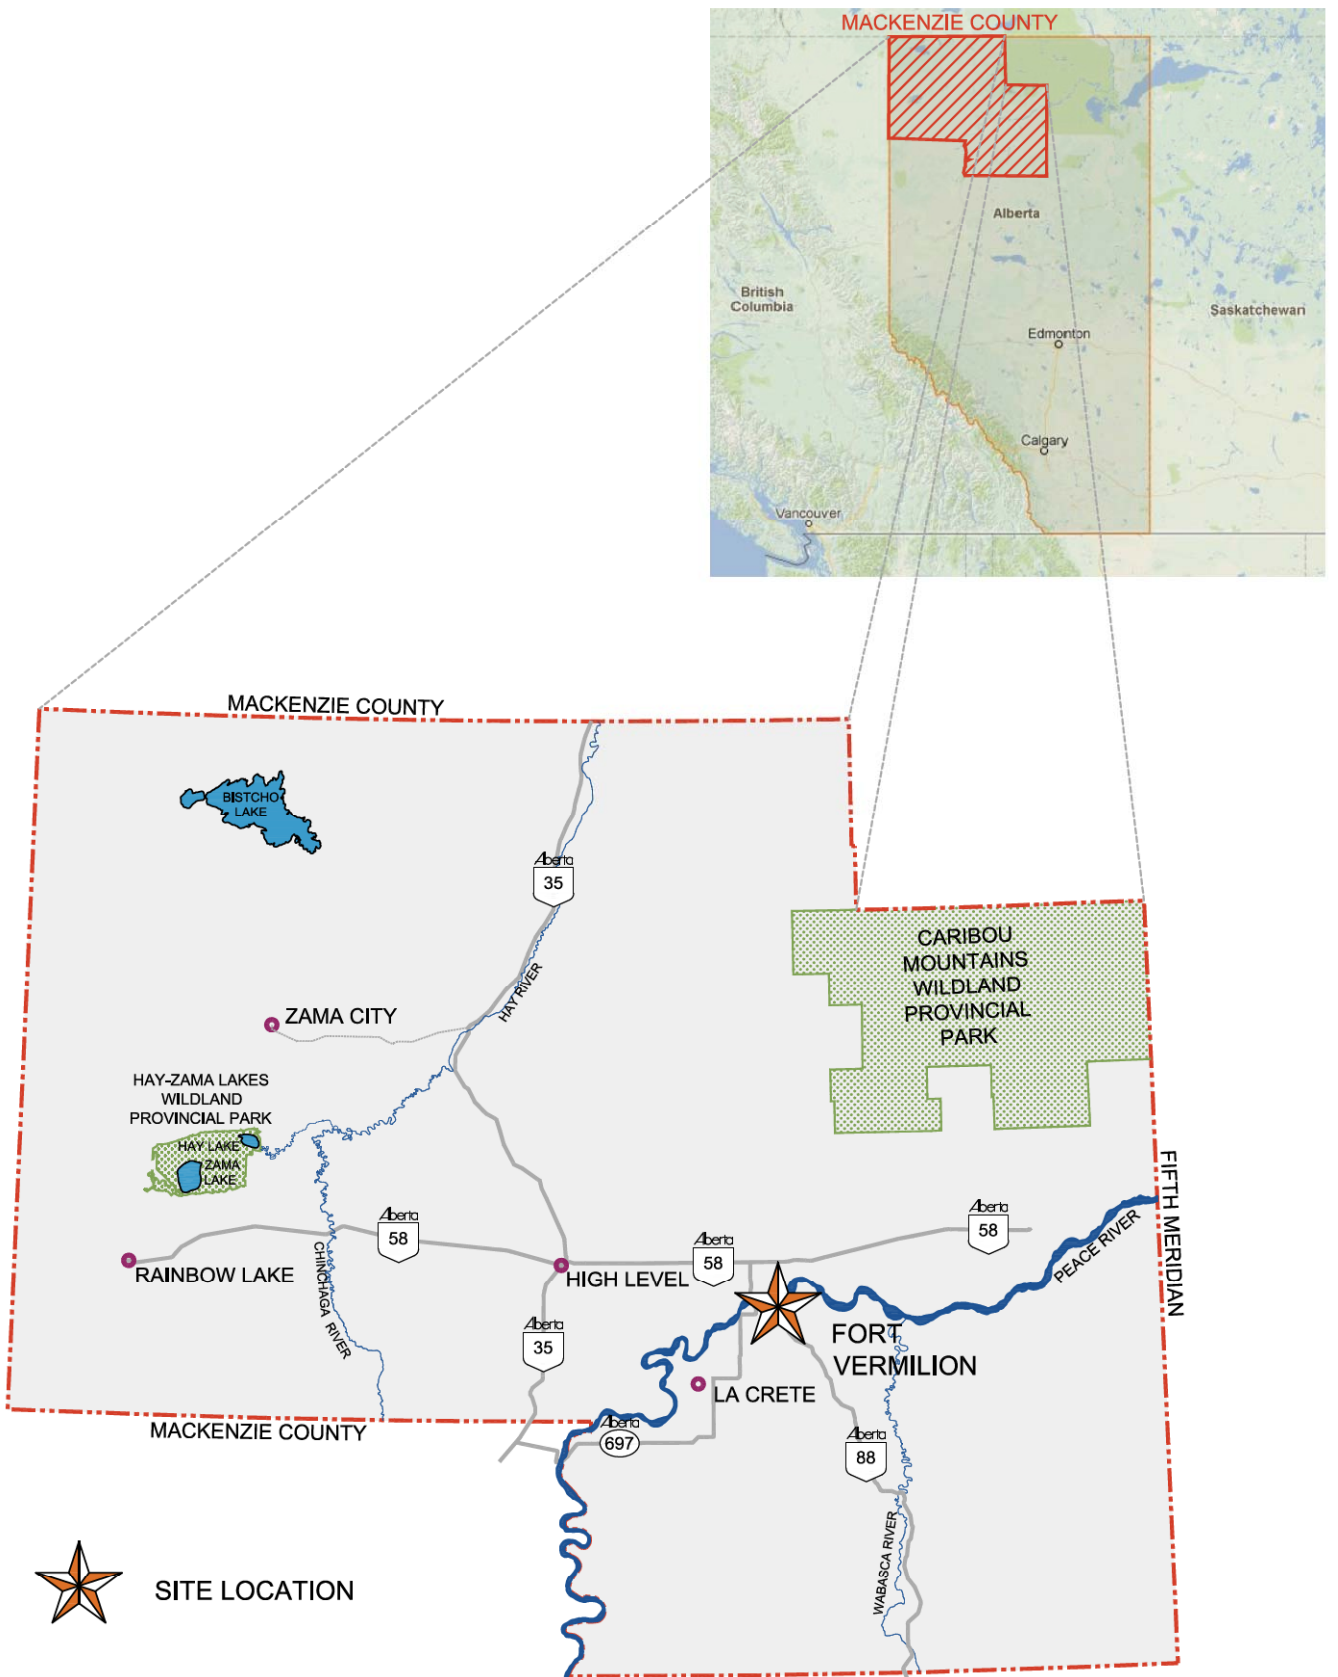 MACKENZIE COUNTY
Alberta
British
Columbia
Saskatchewan
Edmonton
Calgary
Vancouver
MACKENZIE COUNTY
BISTCHO
LAKE
Alberta
35
HAY RIVER
CARIBOU
MOUNTAINS
WILDLAND
PROVINCIAL
PARK
ZAMA CITY
HAY-ZAMA LAKES
WILDLAND
PROVINCIAL PARK
HAY LAKE
ZAMA
LAKE
FIFTH MERIDIAN
Alberta
58
Alberta
58
Alberta
58
PEACE RIVER
RAINBOW LAKE
CHINCHAGA RIVER
HIGH LEVEL
Alberta
35
FORT
VERMILION
LA CRETE
MACKENZIE COUNTY
Alberta
697
Alberta
88
WABASCA RIVER
SITE LOCATION